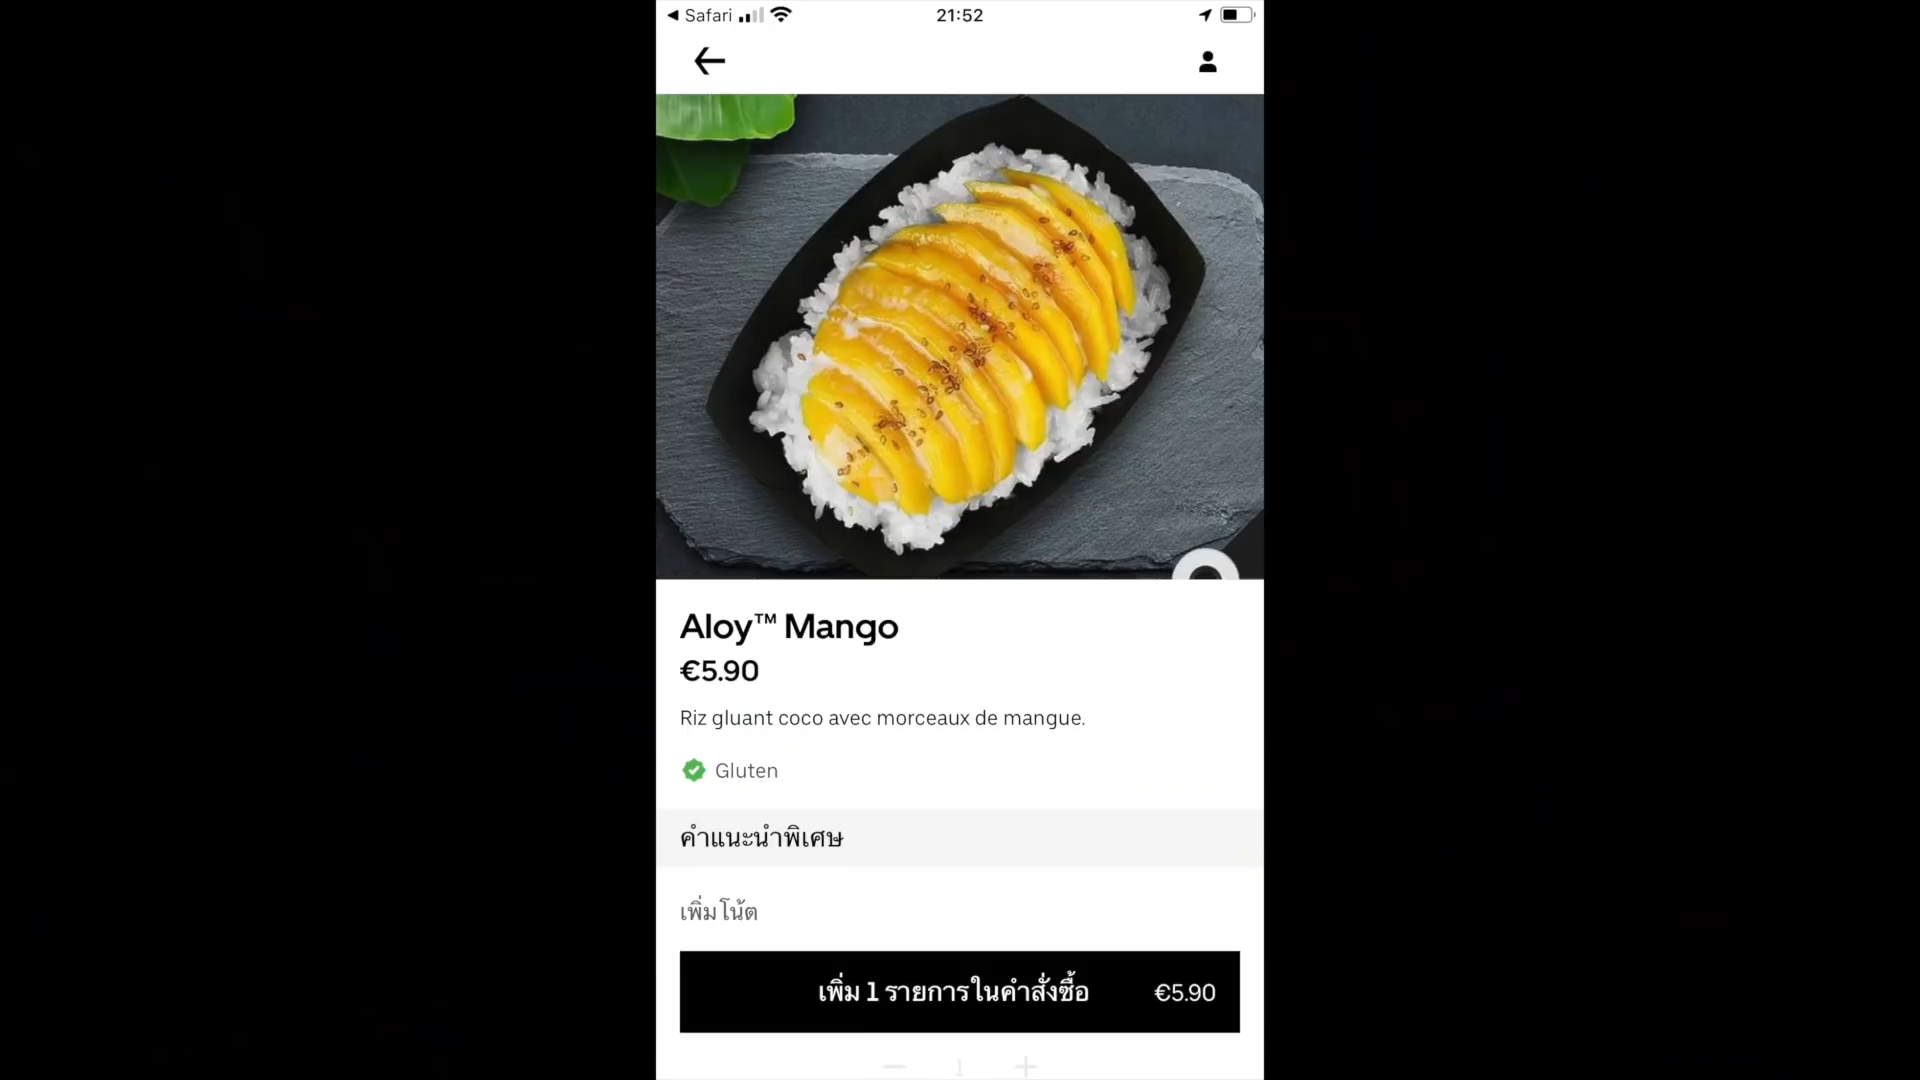 Safari
21:52
Aloy™ Mango
€5.90
Riz gluant coco avec morceaux de mangue.
Gluten
คำแนะนำพิเศษ
เพิ่มโน้ต
เพิ่ม 1 รายการในคำสั่งซื้อ €5.90
1